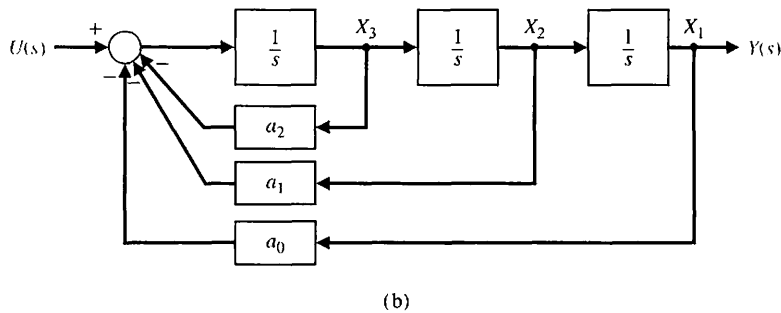 U(s) + − − − 1/s X₃ 1/s X₂ 1/s X₁ Y(s)
a₂
a₁
a₀
(b)